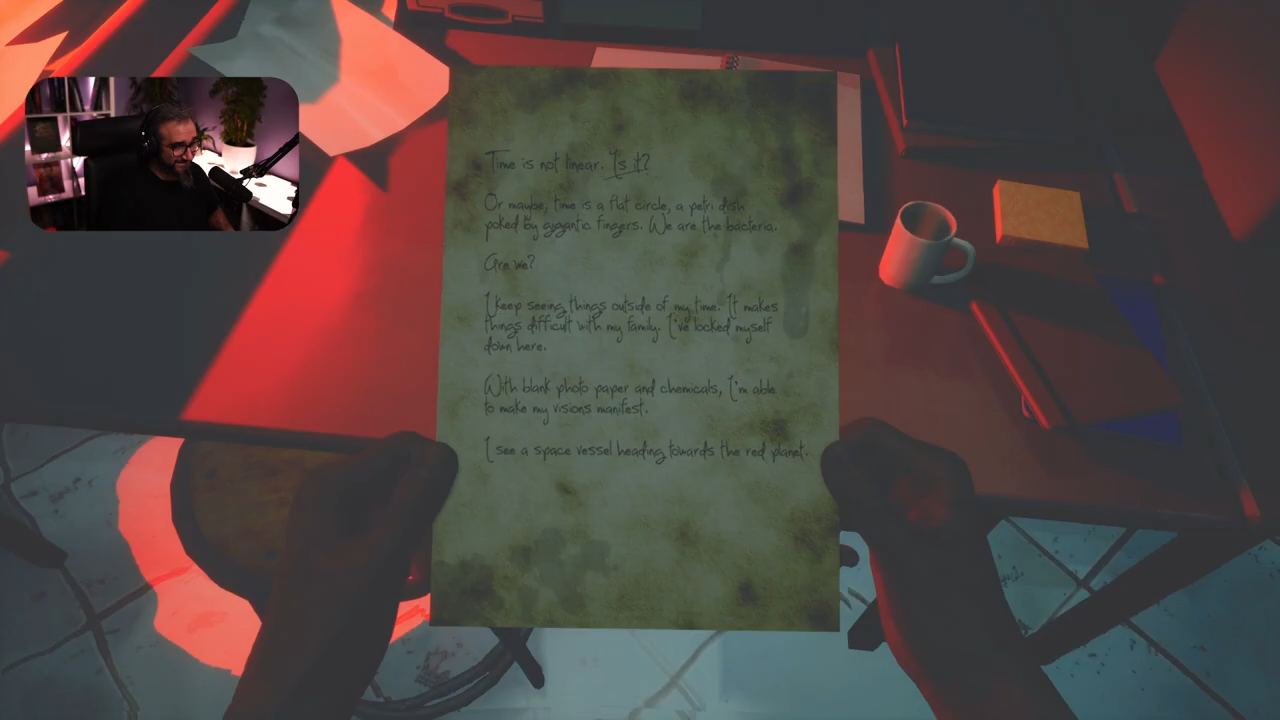 Time is not linear. Is it?
Or maybe, time is a flat circle, a petri dish
poked by gigantic fingers. We are the bacteria.
Are we?
I keep seeing things outside of my time. It makes
things difficult with my family. I've locked myself
down here.
With blank photo paper and chemicals, I'm able
to make my visions manifest.
I see a space vessel heading towards the red planet.